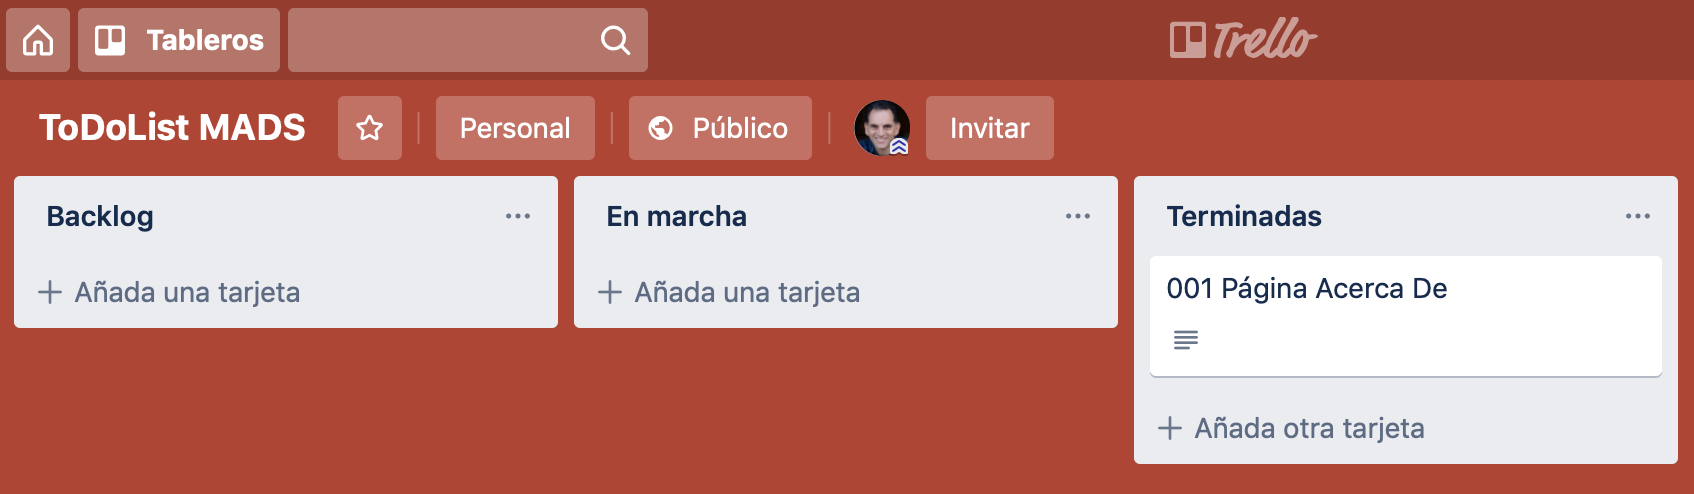 Tableros
Trello
ToDoList MADS
Personal
Público
Invitar
Backlog
Añada una tarjeta
En marcha
Añada una tarjeta
Terminadas
001 Página Acerca De
Añada otra tarjeta